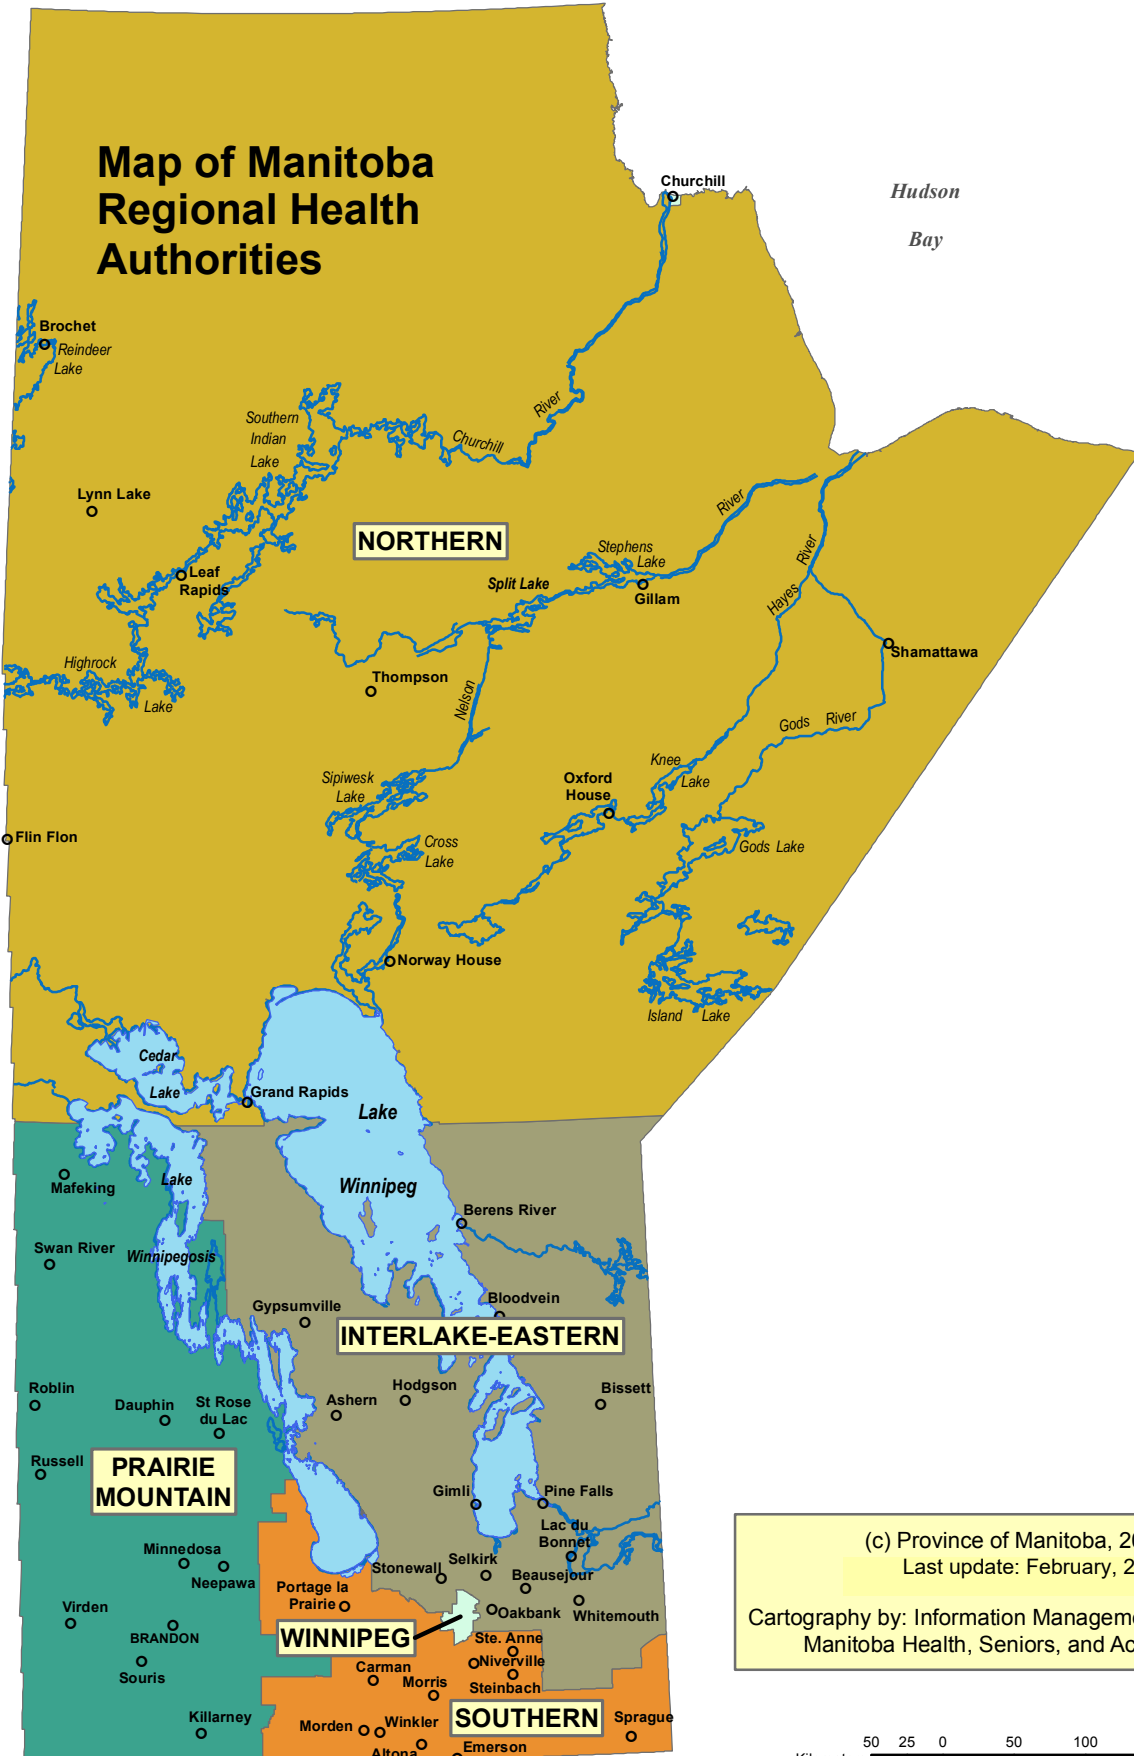 Map of Manitoba
Regional Health
Authorities
Churchill
Hudson
Bay
Brochet
Reindeer
Lake
Southern
Indian
Lake
River
Churchill
Lynn Lake
River
NORTHERN
Stephens
Lake
River
Leaf
Rapids
Split Lake
Gillam
Hayes
Shamattawa
Highrock
Lake
Thompson
Nelson
Gods River
Knee
Lake
Sipiwesk
Lake
Oxford
House
Flin Flon
Cross
Lake
Gods Lake
Norway House
Island Lake
Cedar
Lake
Grand Rapids
Lake
Winnipeg
Mafeking
Lake
Winnipegosis
Berens River
Swan River
Bloodvein
Gypsumville
INTERLAKE-EASTERN
Roblin
Dauphin
St Rose
du Lac
Ashern
Hodgson
Bissett
Russell
PRAIRIE
MOUNTAIN
Gimli
Pine Falls
Lac du
Bonnet
Minnedosa
Neepawa
Stonewall
Selkirk
Beausejour
Portage la
Prairie
Oakbank
Whitemouth
Virden
BRANDON
WINNIPEG
Ste. Anne
Niverville
Steinbach
Souris
Carman
Morris
Killarney
Morden
Winkler
SOUTHERN
Sprague
Altona
Emerson
(c) Province of Manitoba, 20
Last update: February, 2
Cartography by: Information Manageme
Manitoba Health, Seniors, and Ac
50 25 0 50 100